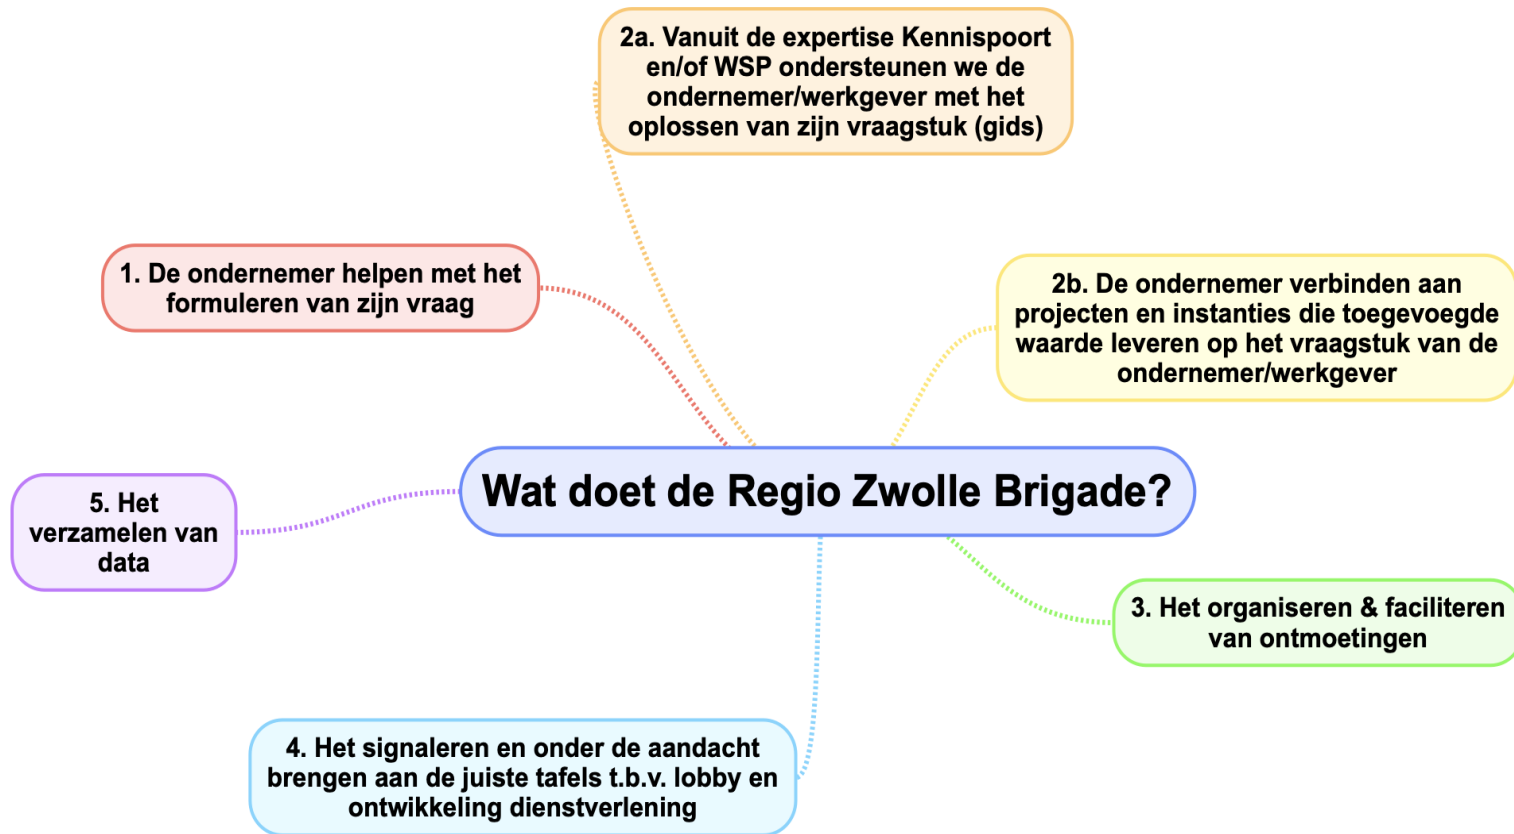 2a. Vanuit de expertise Kennispoort
en/of WSP ondersteunen we de
ondernemer/werkgever met het
oplossen van zijn vraagstuk (gids)
1. De ondernemer helpen met het
formuleren van zijn vraag
2b. De ondernemer verbinden aan
projecten en instanties die toegevoegde
waarde leveren op het vraagstuk van de
ondernemer/werkgever
Wat doet de Regio Zwolle Brigade?
5. Het
verzamelen van
data
3. Het organiseren & faciliteren
van ontmoetingen
4. Het signaleren en onder de aandacht
brengen aan de juiste tafels t.b.v. lobby en
ontwikkeling dienstverlening